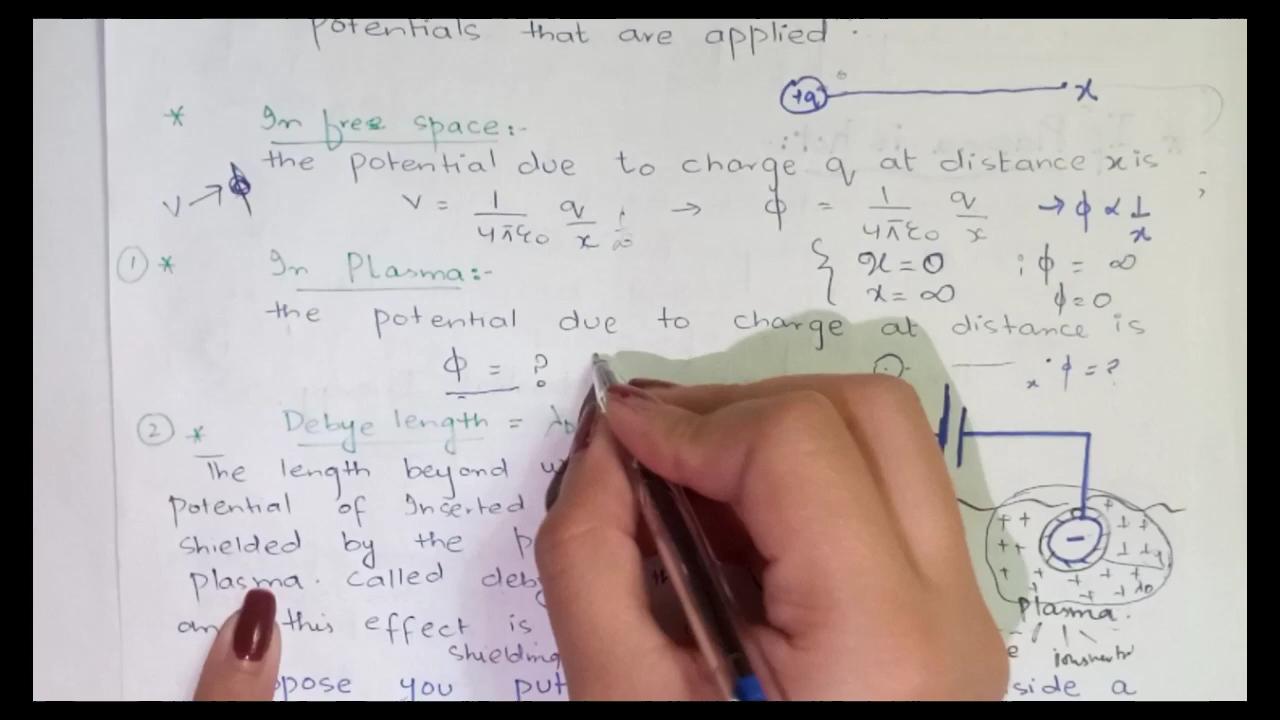 potentials that are applied.
+q x
* In free space:-
the potential due to charge q at distance x is ;
V → ϕ
V = 1/4πε0 q/x ; → ϕ = 1/4πε0 q/x → ϕ ∝ 1/x
{ x = 0 ; ϕ = ∞
x = ∞ ϕ = 0
① * In Plasma:-
the potential due to charge at distance is
ϕ = ? x ; ϕ = ?
② * Debye length = λD
The length beyond
Potential of Inserted
shielded by the
plasma. Called
this effect is
shielding
you put side a
+ + + +
+ + − + + +
+ + + + + λD
plasma.